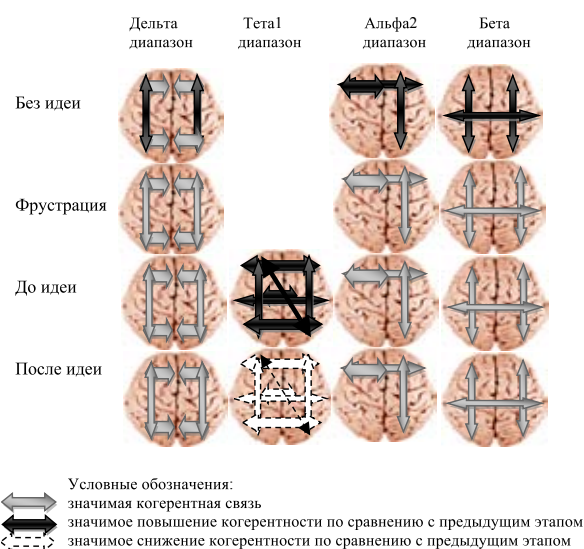 Дельта диапазон
Тета1 диапазон
Альфа2 диапазон
Бета диапазон
Без идеи
Фрустрация
До идеи
После идеи
Условные обозначения:
значимая когерентная связь
значимое повышение когерентности по сравнению с предыдущим этапом
значимое снижение когерентности по сравнению с предыдущим этапом